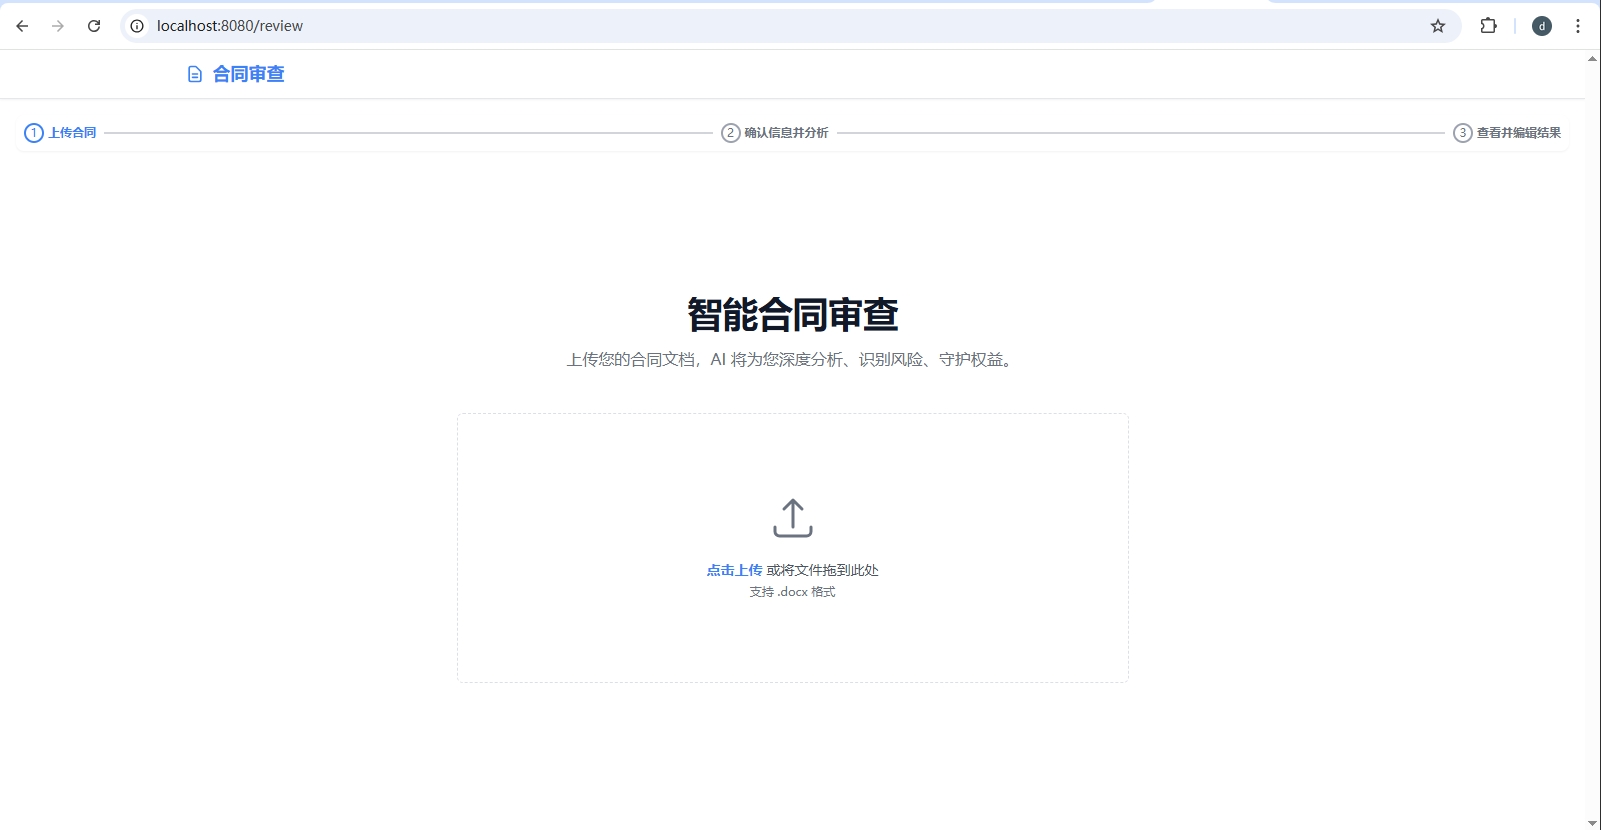 localhost:8080/review
d
合同审查
1 上传合同
2 确认信息并分析
3 查看并编辑结果
智能合同审查
上传您的合同文档，AI 将为您深度分析、识别风险、守护权益。
点击上传 或将文件拖到此处
支持 .docx 格式